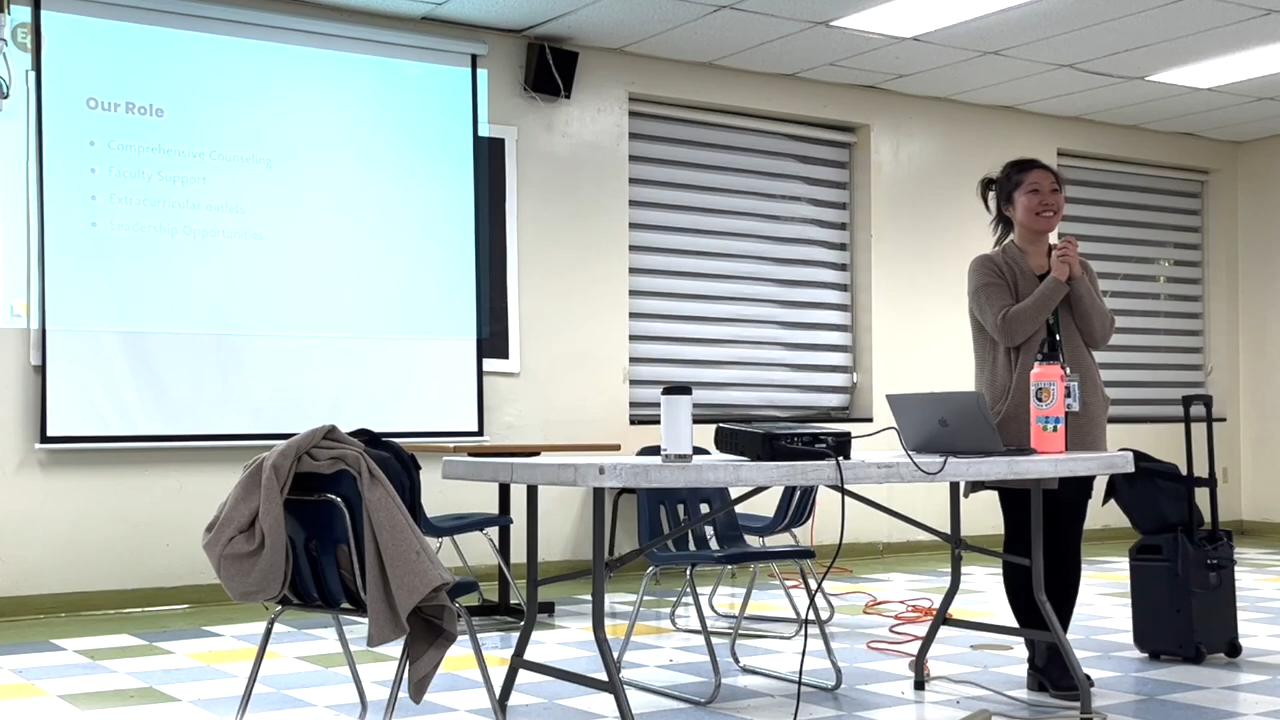 Our Role
Comprehensive Counseling
Faculty Support
Extracurricular outlets
Leadership Opportunities